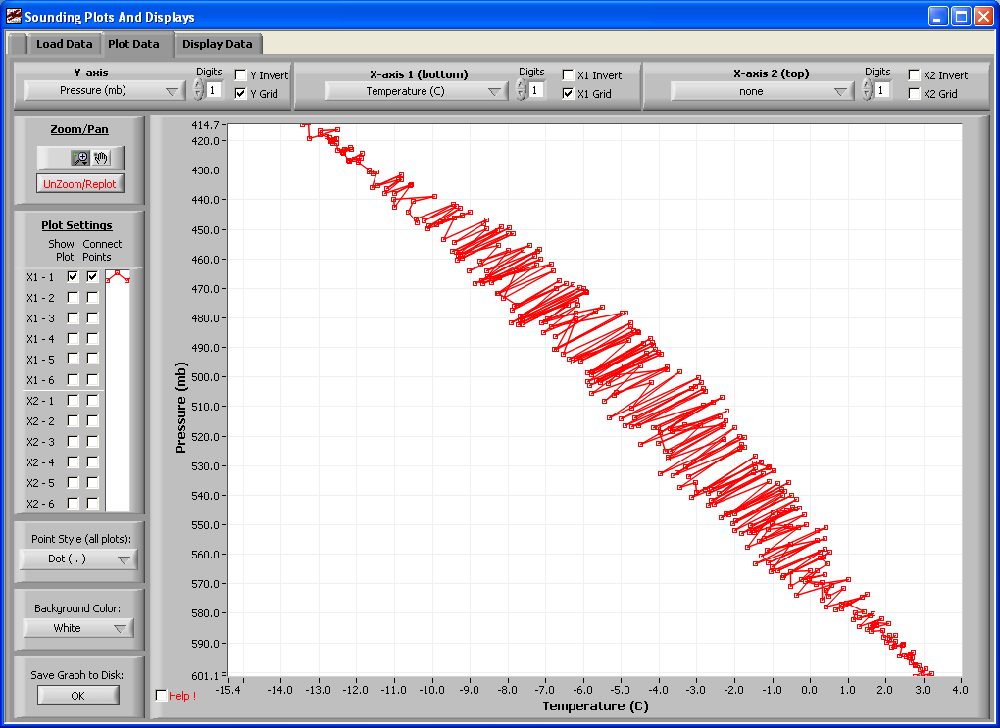 Sounding Plots And Displays
Load Data Plot Data Display Data
Y-axis Digits Y Invert X-axis 1 (bottom) Digits X1 Invert X-axis 2 (top) Digits X2 Invert
Pressure (mb) 1 Y Grid Temperature (C) 1 X1 Grid none 1 X2 Grid
Zoom/Pan
UnZoom/Replot
Plot Settings
Show Connect
Plot Points
X1 - 1
X1 - 2
X1 - 3
X1 - 4
X1 - 5
X1 - 6
X2 - 1
X2 - 2
X2 - 3
X2 - 4
X2 - 5
X2 - 6
Point Style (all plots):
Dot ( . )
Background Color:
White
Save Graph to Disk:
OK
Help !
Pressure (mb)
414.7
420.0
430.0
440.0
450.0
460.0
470.0
480.0
490.0
500.0
510.0
520.0
530.0
540.0
550.0
560.0
570.0
580.0
590.0
601.1
-15.4 -14.0 -13.0 -12.0 -11.0 -10.0 -9.0 -8.0 -7.0 -6.0 -5.0 -4.0 -3.0 -2.0 -1.0 0.0 1.0 2.0 3.0 4.0
Temperature (C)